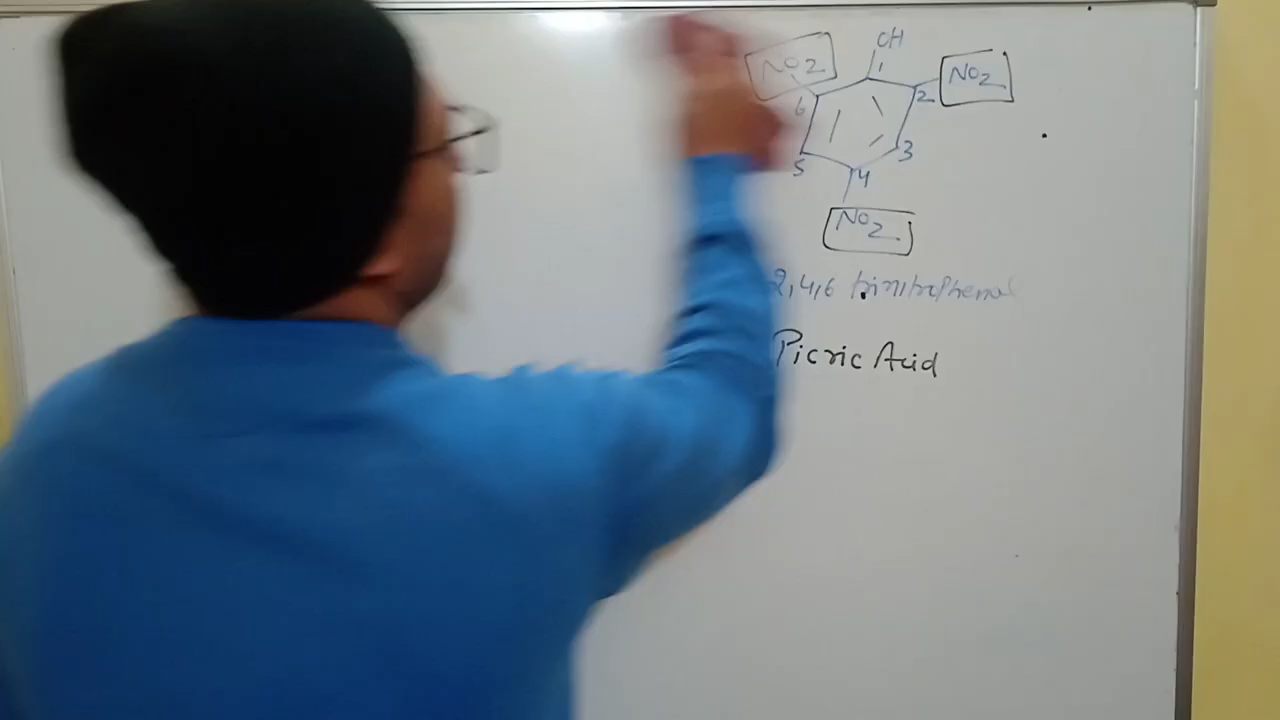 OH
NO2 1 NO2
6 2
5 3
4
NO2
2,4,6 trinitrophenol
Picric Acid